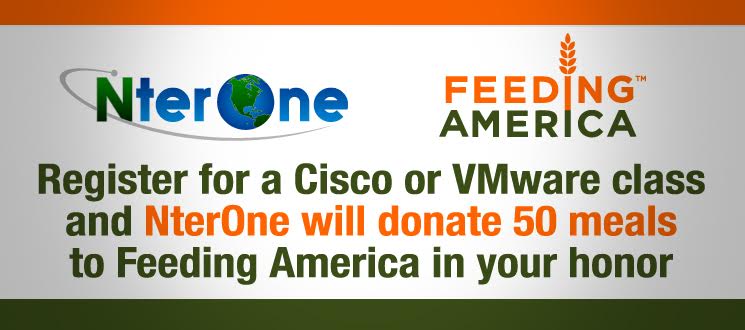 NterOne
FEEDING™
AMERICA
Register for a Cisco or VMware class
and NterOne will donate 50 meals
to Feeding America in your honor